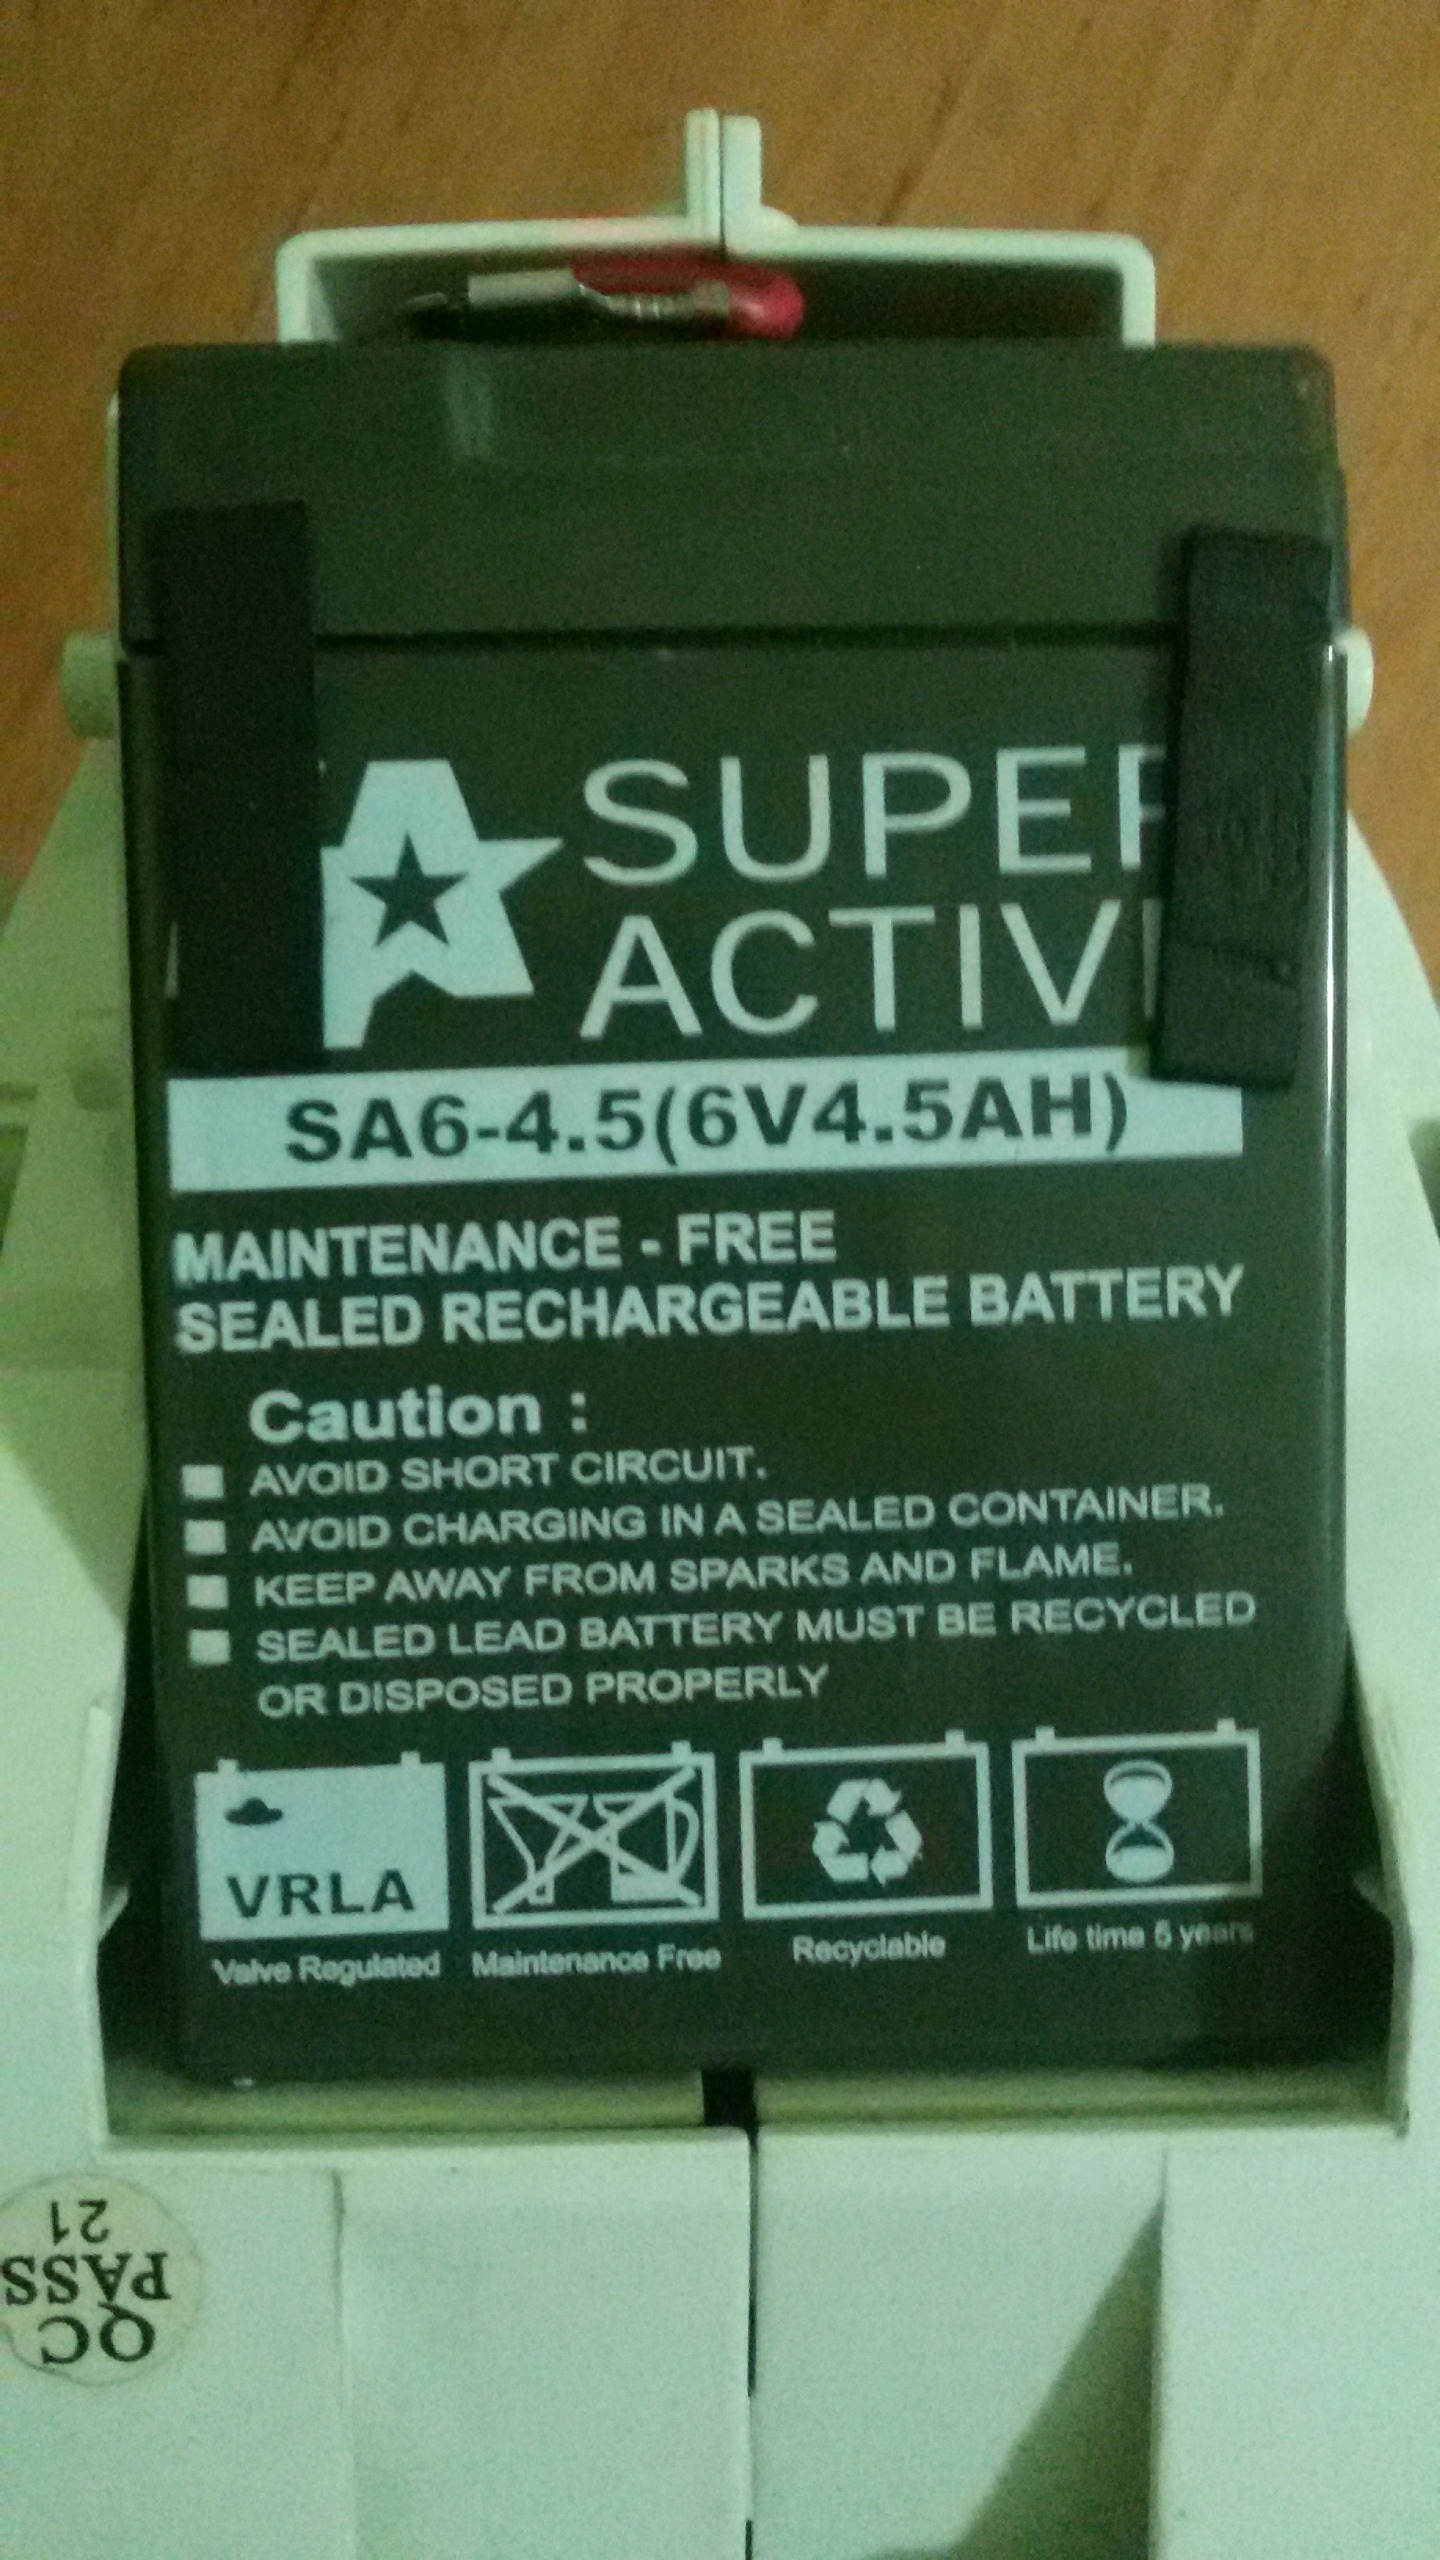 SUPER
ACTIV
SA6-4.5(6V4.5AH)
MAINTENANCE - FREE
SEALED RECHARGEABLE BATTERY
Caution :
AVOID SHORT CIRCUIT.
AVOID CHARGING IN A SEALED CONTAINER.
KEEP AWAY FROM SPARKS AND FLAME.
SEALED LEAD BATTERY MUST BE RECYCLED
OR DISPOSED PROPERLY
VRLA
Valve Regulated Maintenance Free Recyclable Life time 5 years
QC
PASS
21